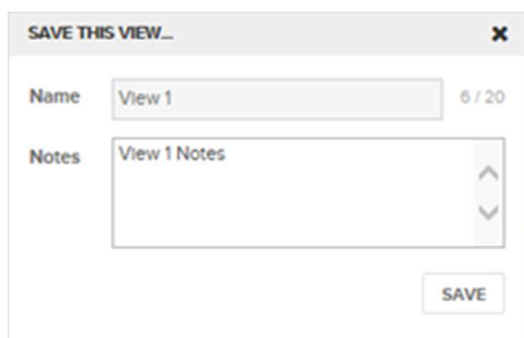 SAVE THIS VIEW...
Name View 1 6 / 20
Notes View 1 Notes
SAVE